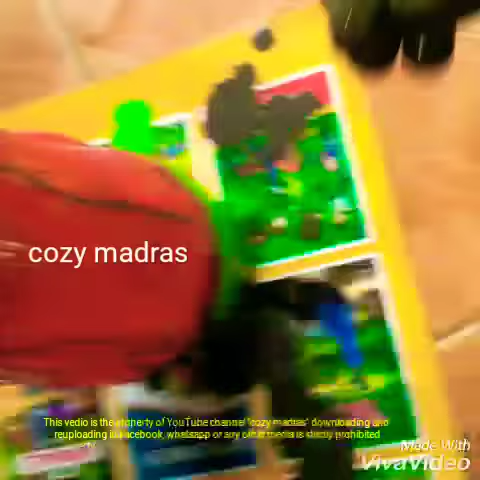 cozy madras
This vedio is the property of YouTube channel "cozy madras" downloading and
reuploading in facebook, whatsapp or any other media is strictly prohibited
Made With
VivaVideo